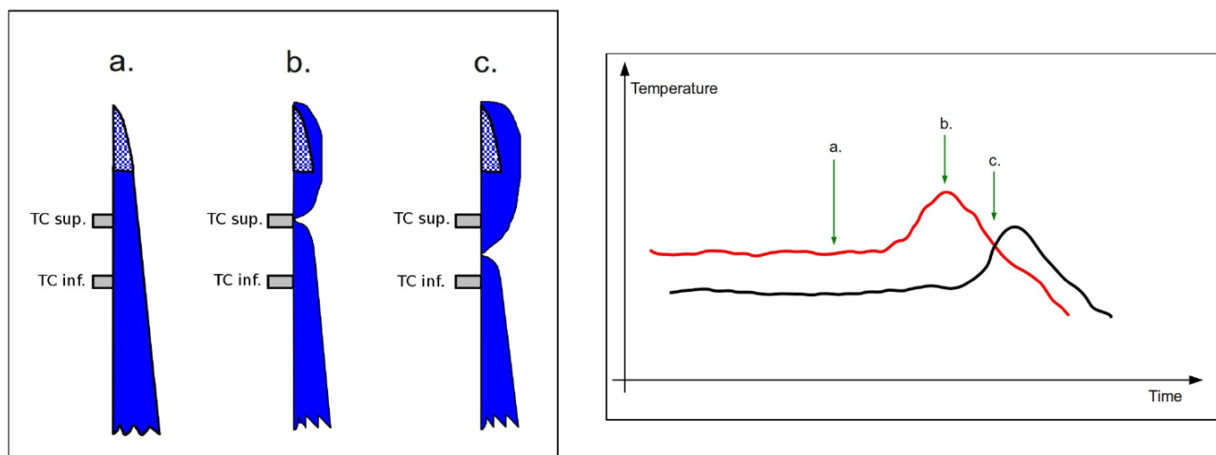 a. b. c.
TC sup. TC sup. TC sup.
TC inf. TC inf. TC inf.
Temperature
b.
a.
c.
Time